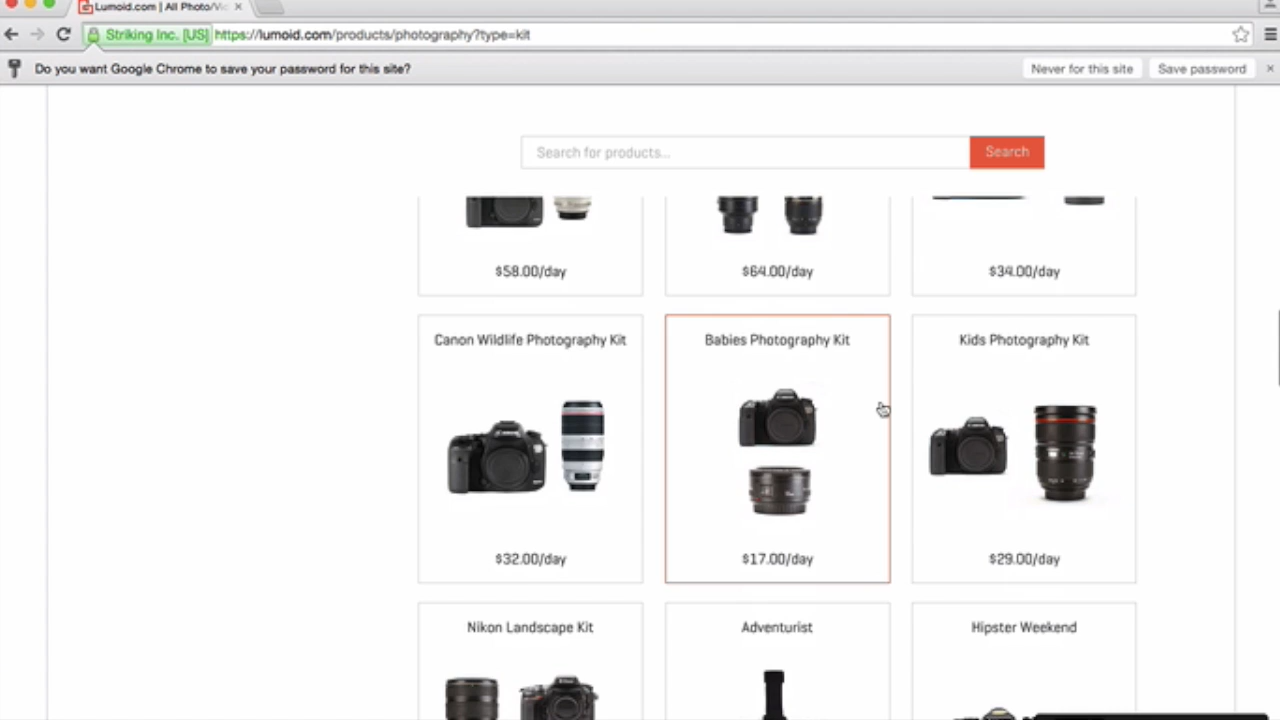 Lumoid.com | All Photo/Vi
Striking Inc. [US] https://lumoid.com/products/photography?type=kit
Do you want Google Chrome to save your password for this site? Never for this site Save password
Search for products... Search
$58.00/day $64.00/day $34.00/day
Canon Wildlife Photography Kit Babies Photography Kit Kids Photography Kit
$32.00/day $17.00/day $29.00/day
Nikon Landscape Kit Adventurist Hipster Weekend